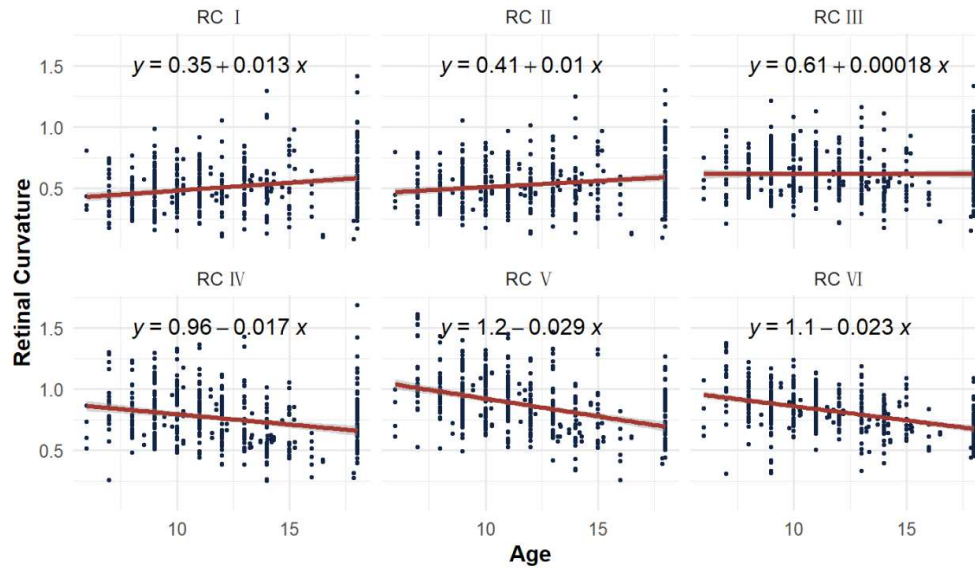 RC Ⅰ RC Ⅱ RC Ⅲ
y = 0.35 + 0.013 x y = 0.41 + 0.01 x y = 0.61 + 0.00018 x
1.5
1.0
0.5
Retinal Curvature
RC Ⅳ RC Ⅴ RC Ⅵ
y = 0.96 − 0.017 x y = 1.2 − 0.029 x y = 1.1 − 0.023 x
1.5
1.0
0.5
10 15 10 15 10 15
Age